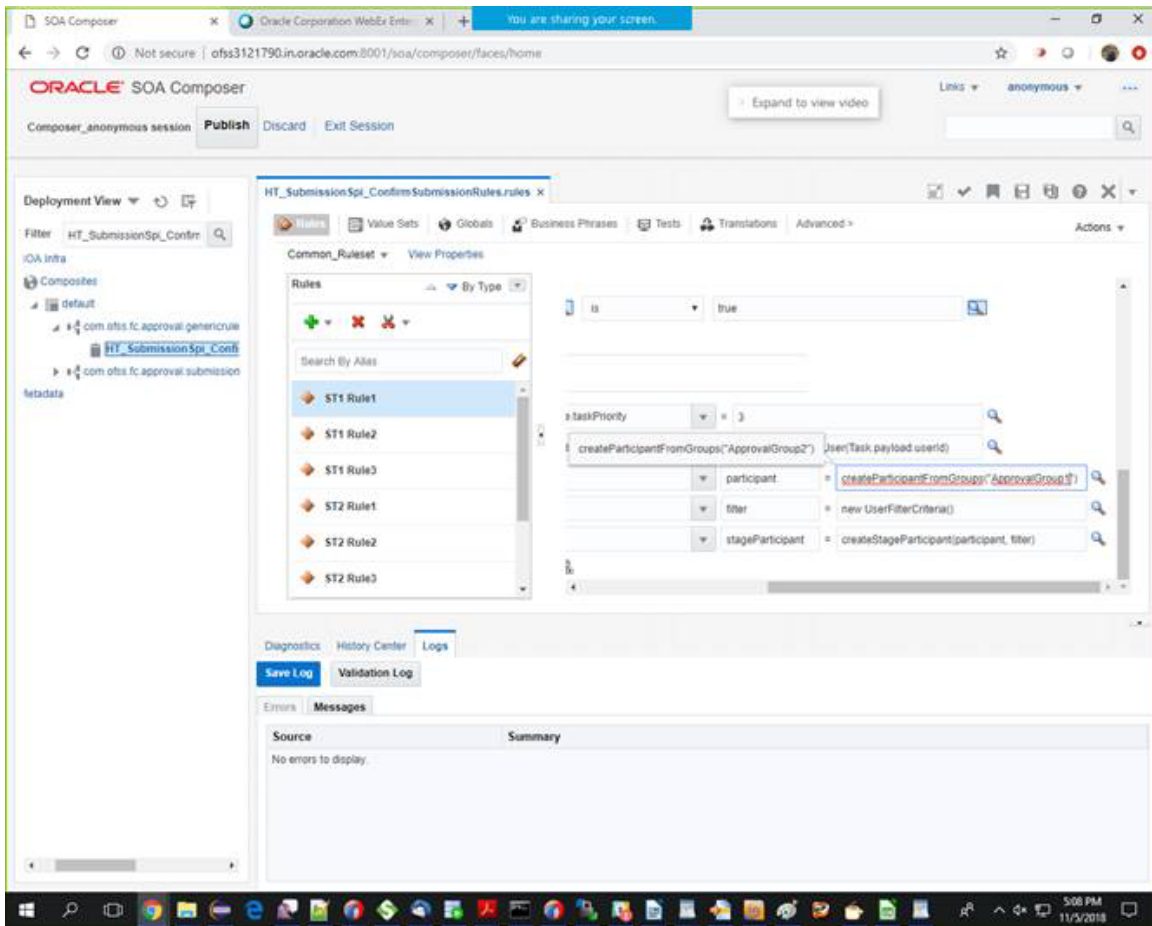 SOA Composer
Oracle Corporation WebEx Enter
You are sharing your screen.
Not secure | ofss3121790.in.oracle.com:8001/soa/composer/faces/home
ORACLE SOA Composer
Links
anonymous
Expand to view video
Composer_anonymous session
Publish
Discard
Exit Session
Deployment View
HT_SubmissionSpi_ConfirmSubmissionRules.rules
Filter
HT_SubmissionSpi_Confirr
Rules
Value Sets
Globals
Business Phrases
Tests
Translations
Advanced >
Actions
SOA Infra
Common_Ruleset
View Properties
Composites
default
com.ofss.fc.approval.genericrule
HT_SubmissionSpi_Confi
com.ofss.fc.approval.submission
Metadata
Rules
By Type
is
true
Search By Alias
ST1 Rule1
ST1 Rule2
ST1 Rule3
ST2 Rule1
ST2 Rule2
ST2 Rule3
taskPriority
=
3
createParticipantFromGroups("ApprovalGroup2")
User(Task.payload.userId)
participant
=
createParticipantFromGroups("ApprovalGroup1")
filter
=
new UserFilterCriteria()
stageParticipant
=
createStageParticipant(participant, filter)
Diagnostics
History Center
Logs
Save Log
Validation Log
Errors
Messages
Source
Summary
No errors to display.
5:08 PM
11/5/2018